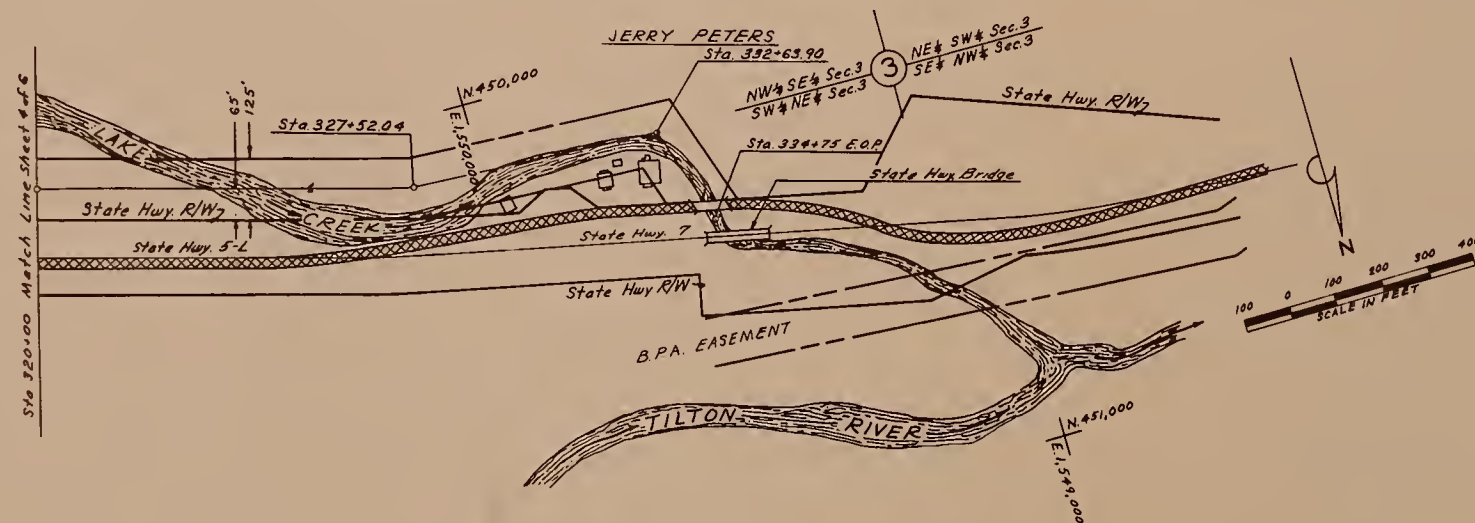 JERRY PETERS
Sta. 332+63.90
3
NE¼ SW¼ Sec.3
SE¼ NW¼ Sec.3
NW¼ SE¼ Sec.3
SW¼ NE¼ Sec.3
State Hwy. R/W
N.450,000
E.1,550,000
65'
125'
Sta. 327+52.04
Sta. 334+75 E.O.P.
State Hwy. Bridge
LAKE
CREEK
State Hwy. R/W
State Hwy. 5-L
State Hwy. 7
State Hwy R/W
B.P.A. EASEMENT
Sta 320+00 Match Line Sheet 4 of 6
N
100 0 100 200 300 400
SCALE IN FEET
TILTON RIVER
N.451,000
E.1,549,000